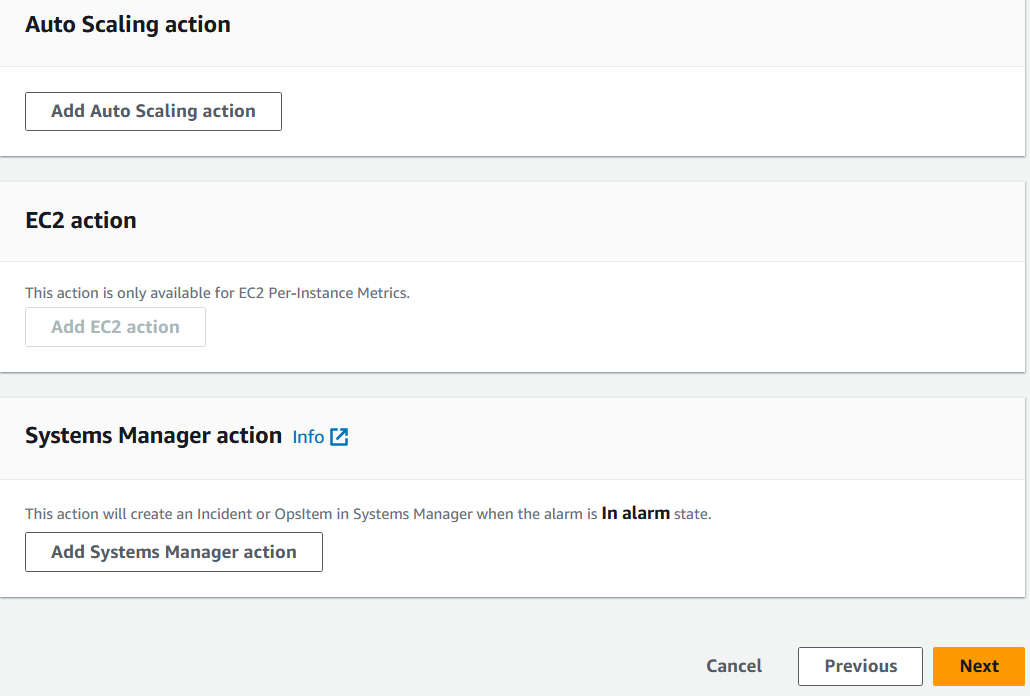 Auto Scaling action
Add Auto Scaling action
EC2 action
This action is only available for EC2 Per-Instance Metrics.
Add EC2 action
Systems Manager action Info
This action will create an Incident or OpsItem in Systems Manager when the alarm is In alarm state.
Add Systems Manager action
Cancel Previous Next